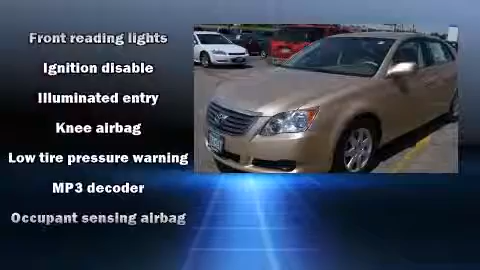 Front reading lights
Ignition disable
Illuminated entry
Knee airbag
Low tire pressure warning
MP3 decoder
Occupant sensing airbag